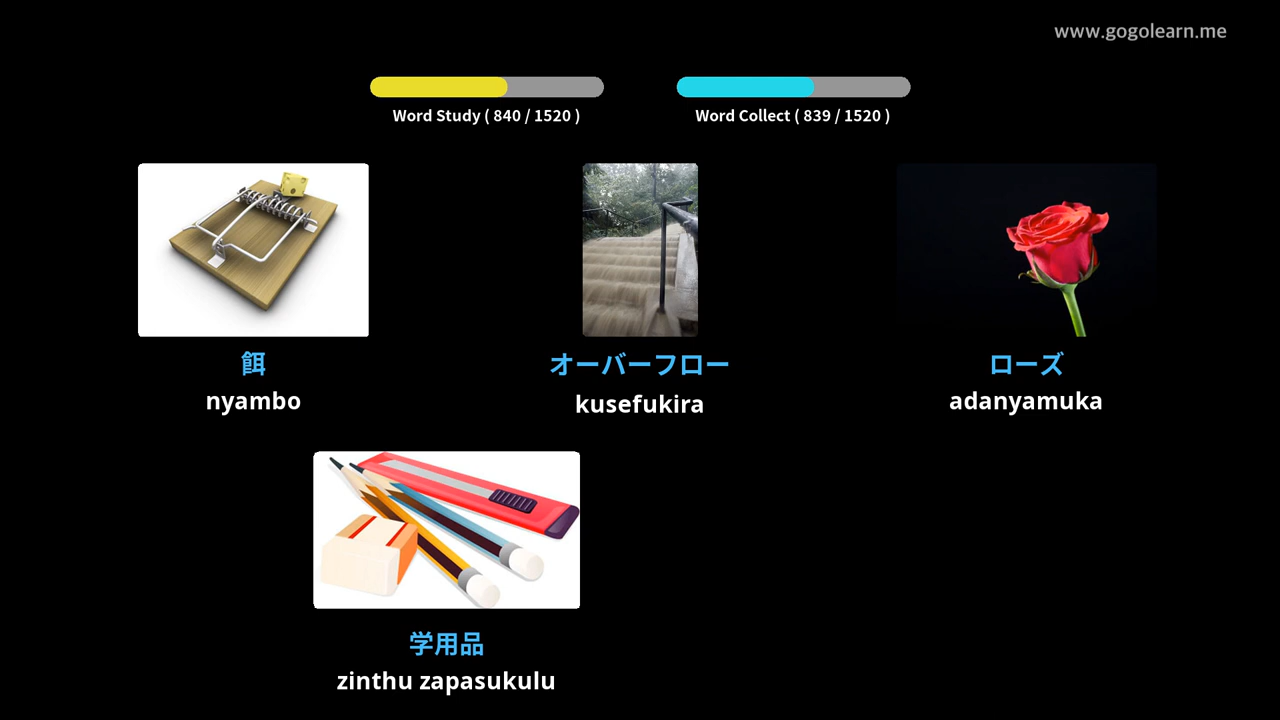 www.gogolearn.me
Word Study ( 840 / 1520 )
Word Collect ( 839 / 1520 )
餌
nyambo
オーバーフロー
kusefukira
ローズ
adanyamuka
学用品
zinthu zapasukulu